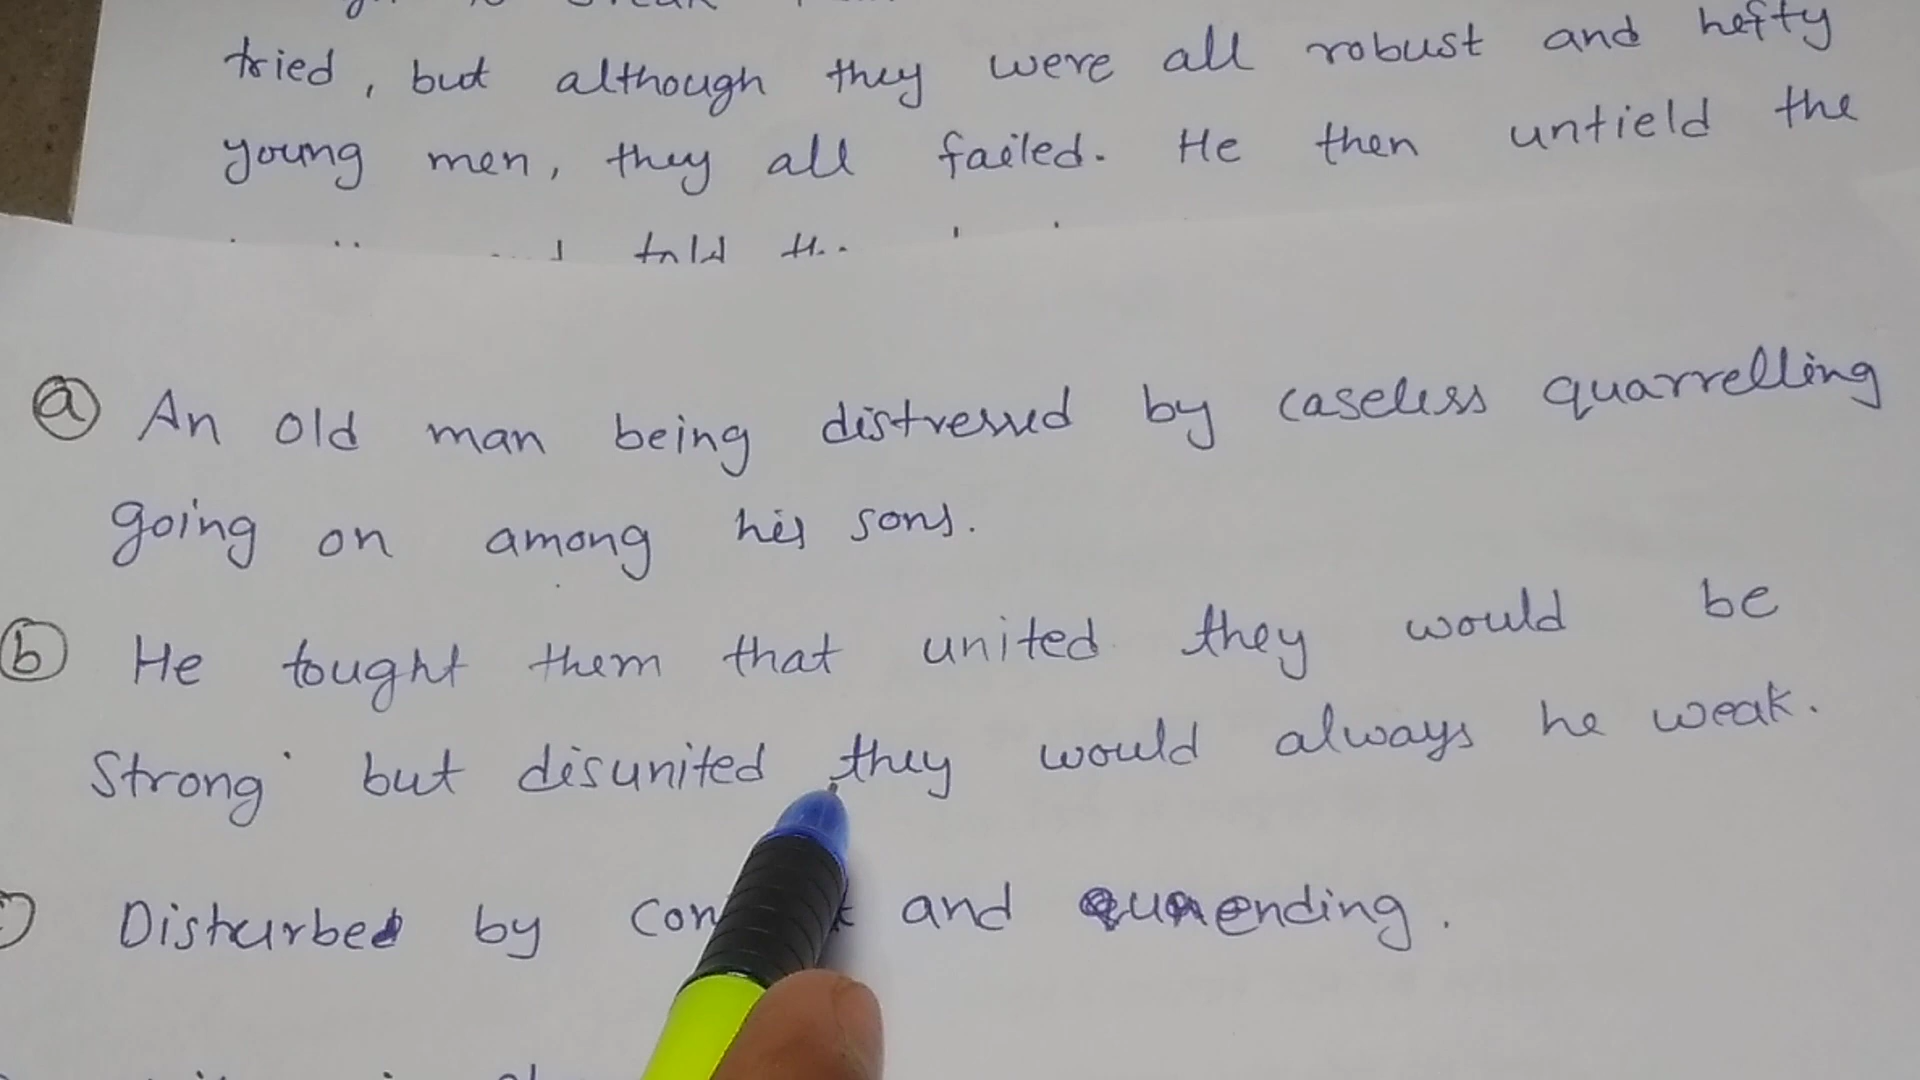 tried, but although they were all robust and hefty
young men, they all failed. He then untield the
told
(a) An old man being distressed by caseless quarrelling
going on among his sons.
(b) He tought them that united they would be
Strong but disunited they would always he weak.
Disturbed by and ending.